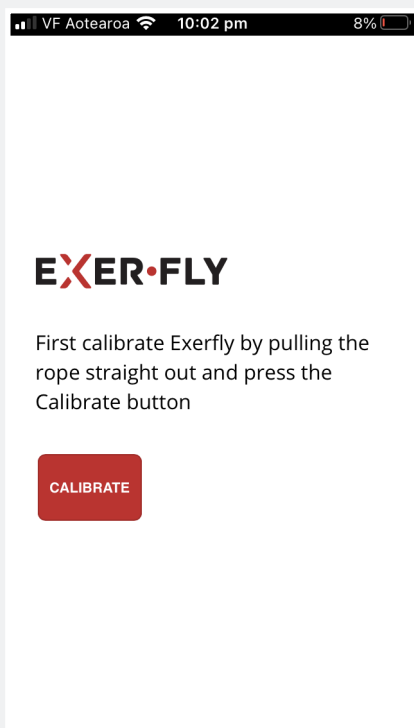 VF Aotearoa 10:02 pm 8%
EXER•FLY
First calibrate Exerfly by pulling the
rope straight out and press the
Calibrate button
CALIBRATE